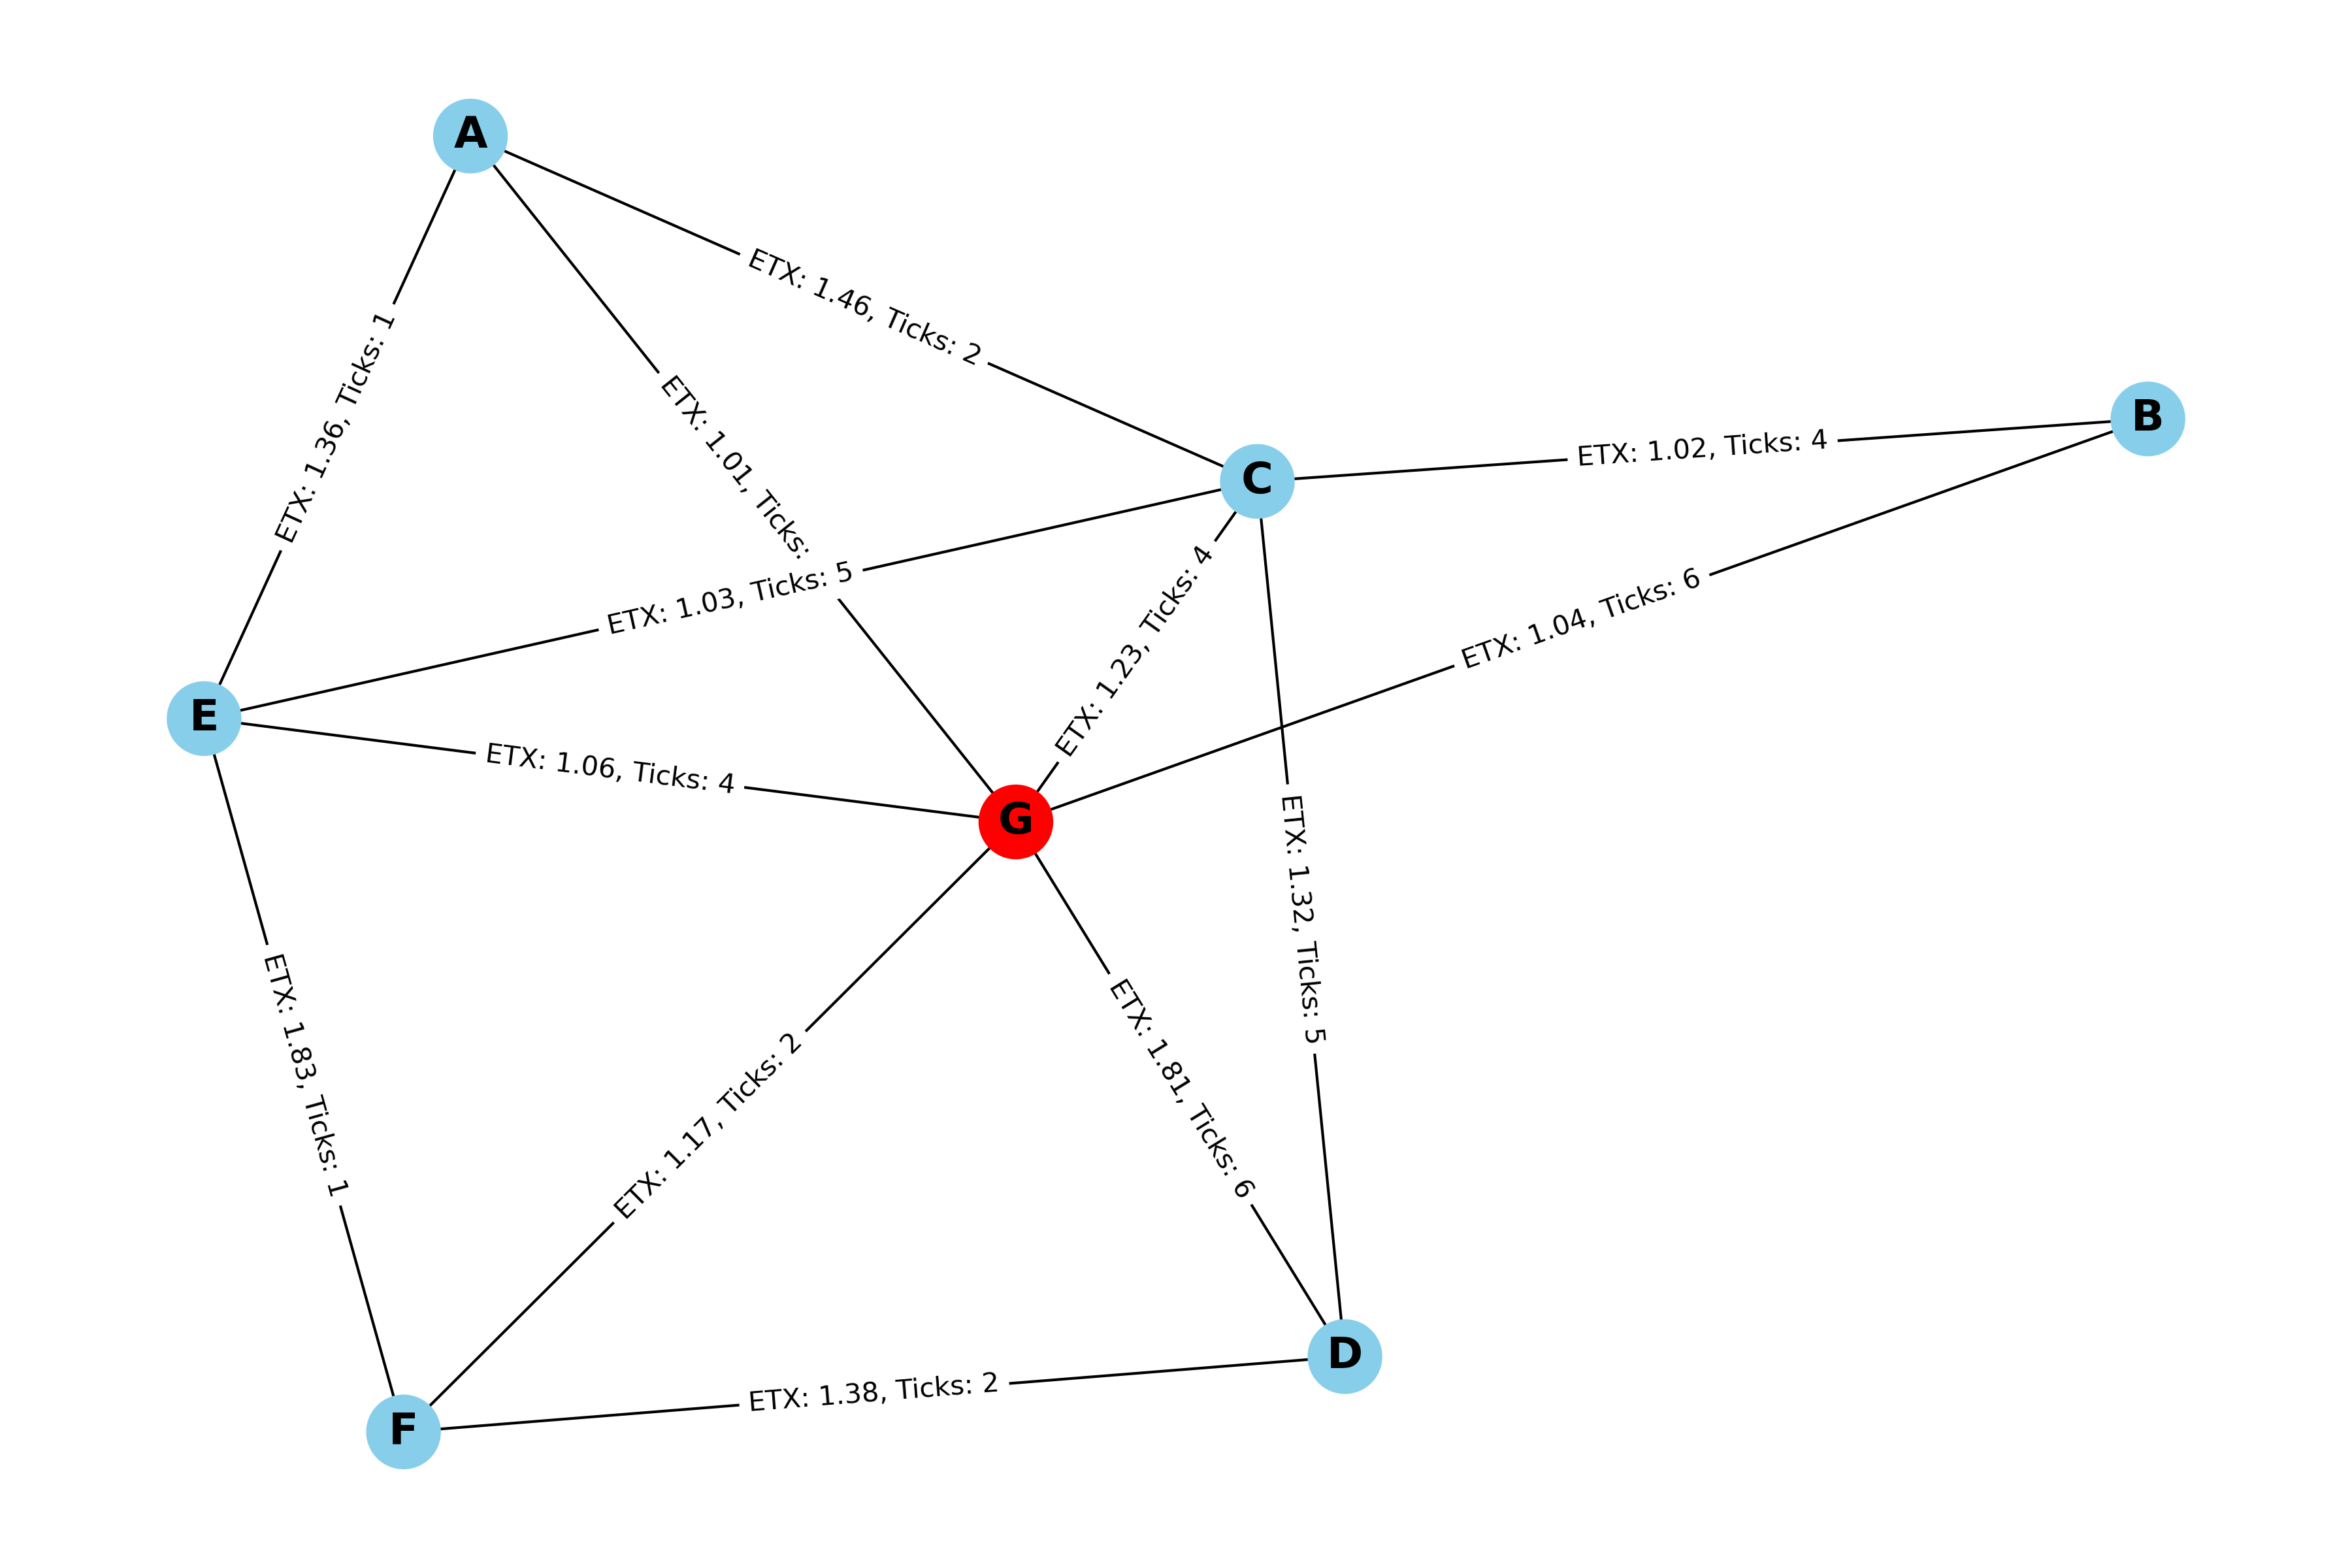 A
ETX: 1.46, Ticks: 2
ETX: 1.36, Ticks: 1
ETX: 1.01, Ticks:
B
ETX: 1.02, Ticks: 4
C
ETX: 1.03, Ticks: 5
ETX: 1.23, Ticks: 4
ETX: 1.04, Ticks: 6
E
ETX: 1.06, Ticks: 4
G
ETX: 1.32, Ticks: 5
ETX: 1.83, Ticks: 1
ETX: 1.17, Ticks: 2
ETX: 1.81, Ticks: 6
D
ETX: 1.38, Ticks: 2
F